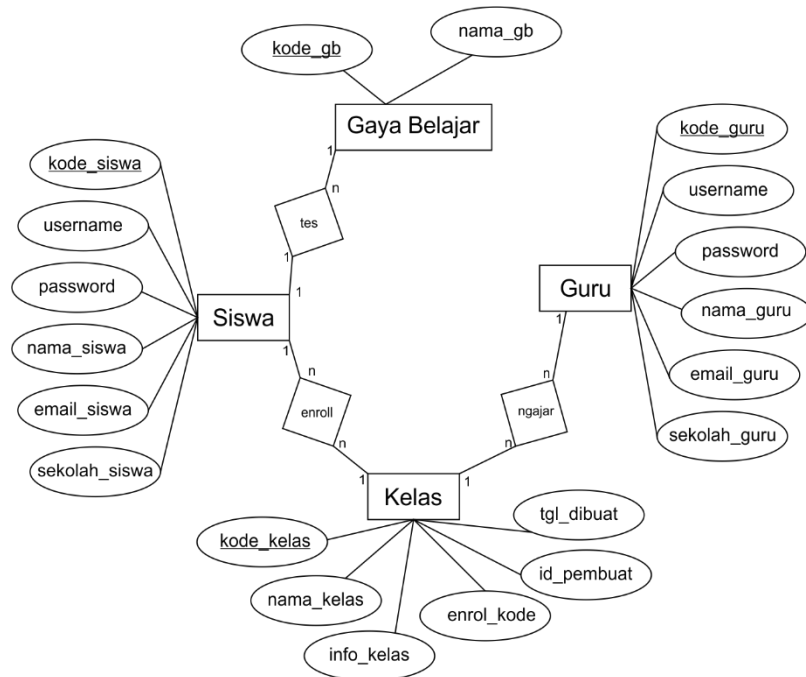 kode_gb
nama_gb
Gaya Belajar
1
n
tes
1
1
kode_siswa
username
password
nama_siswa
email_siswa
sekolah_siswa
Siswa
1
n
enroll
n
1
kode_guru
username
password
nama_guru
email_guru
sekolah_guru
Guru
1
n
ngajar
n
1
Kelas
kode_kelas
nama_kelas
info_kelas
enrol_kode
id_pembuat
tgl_dibuat